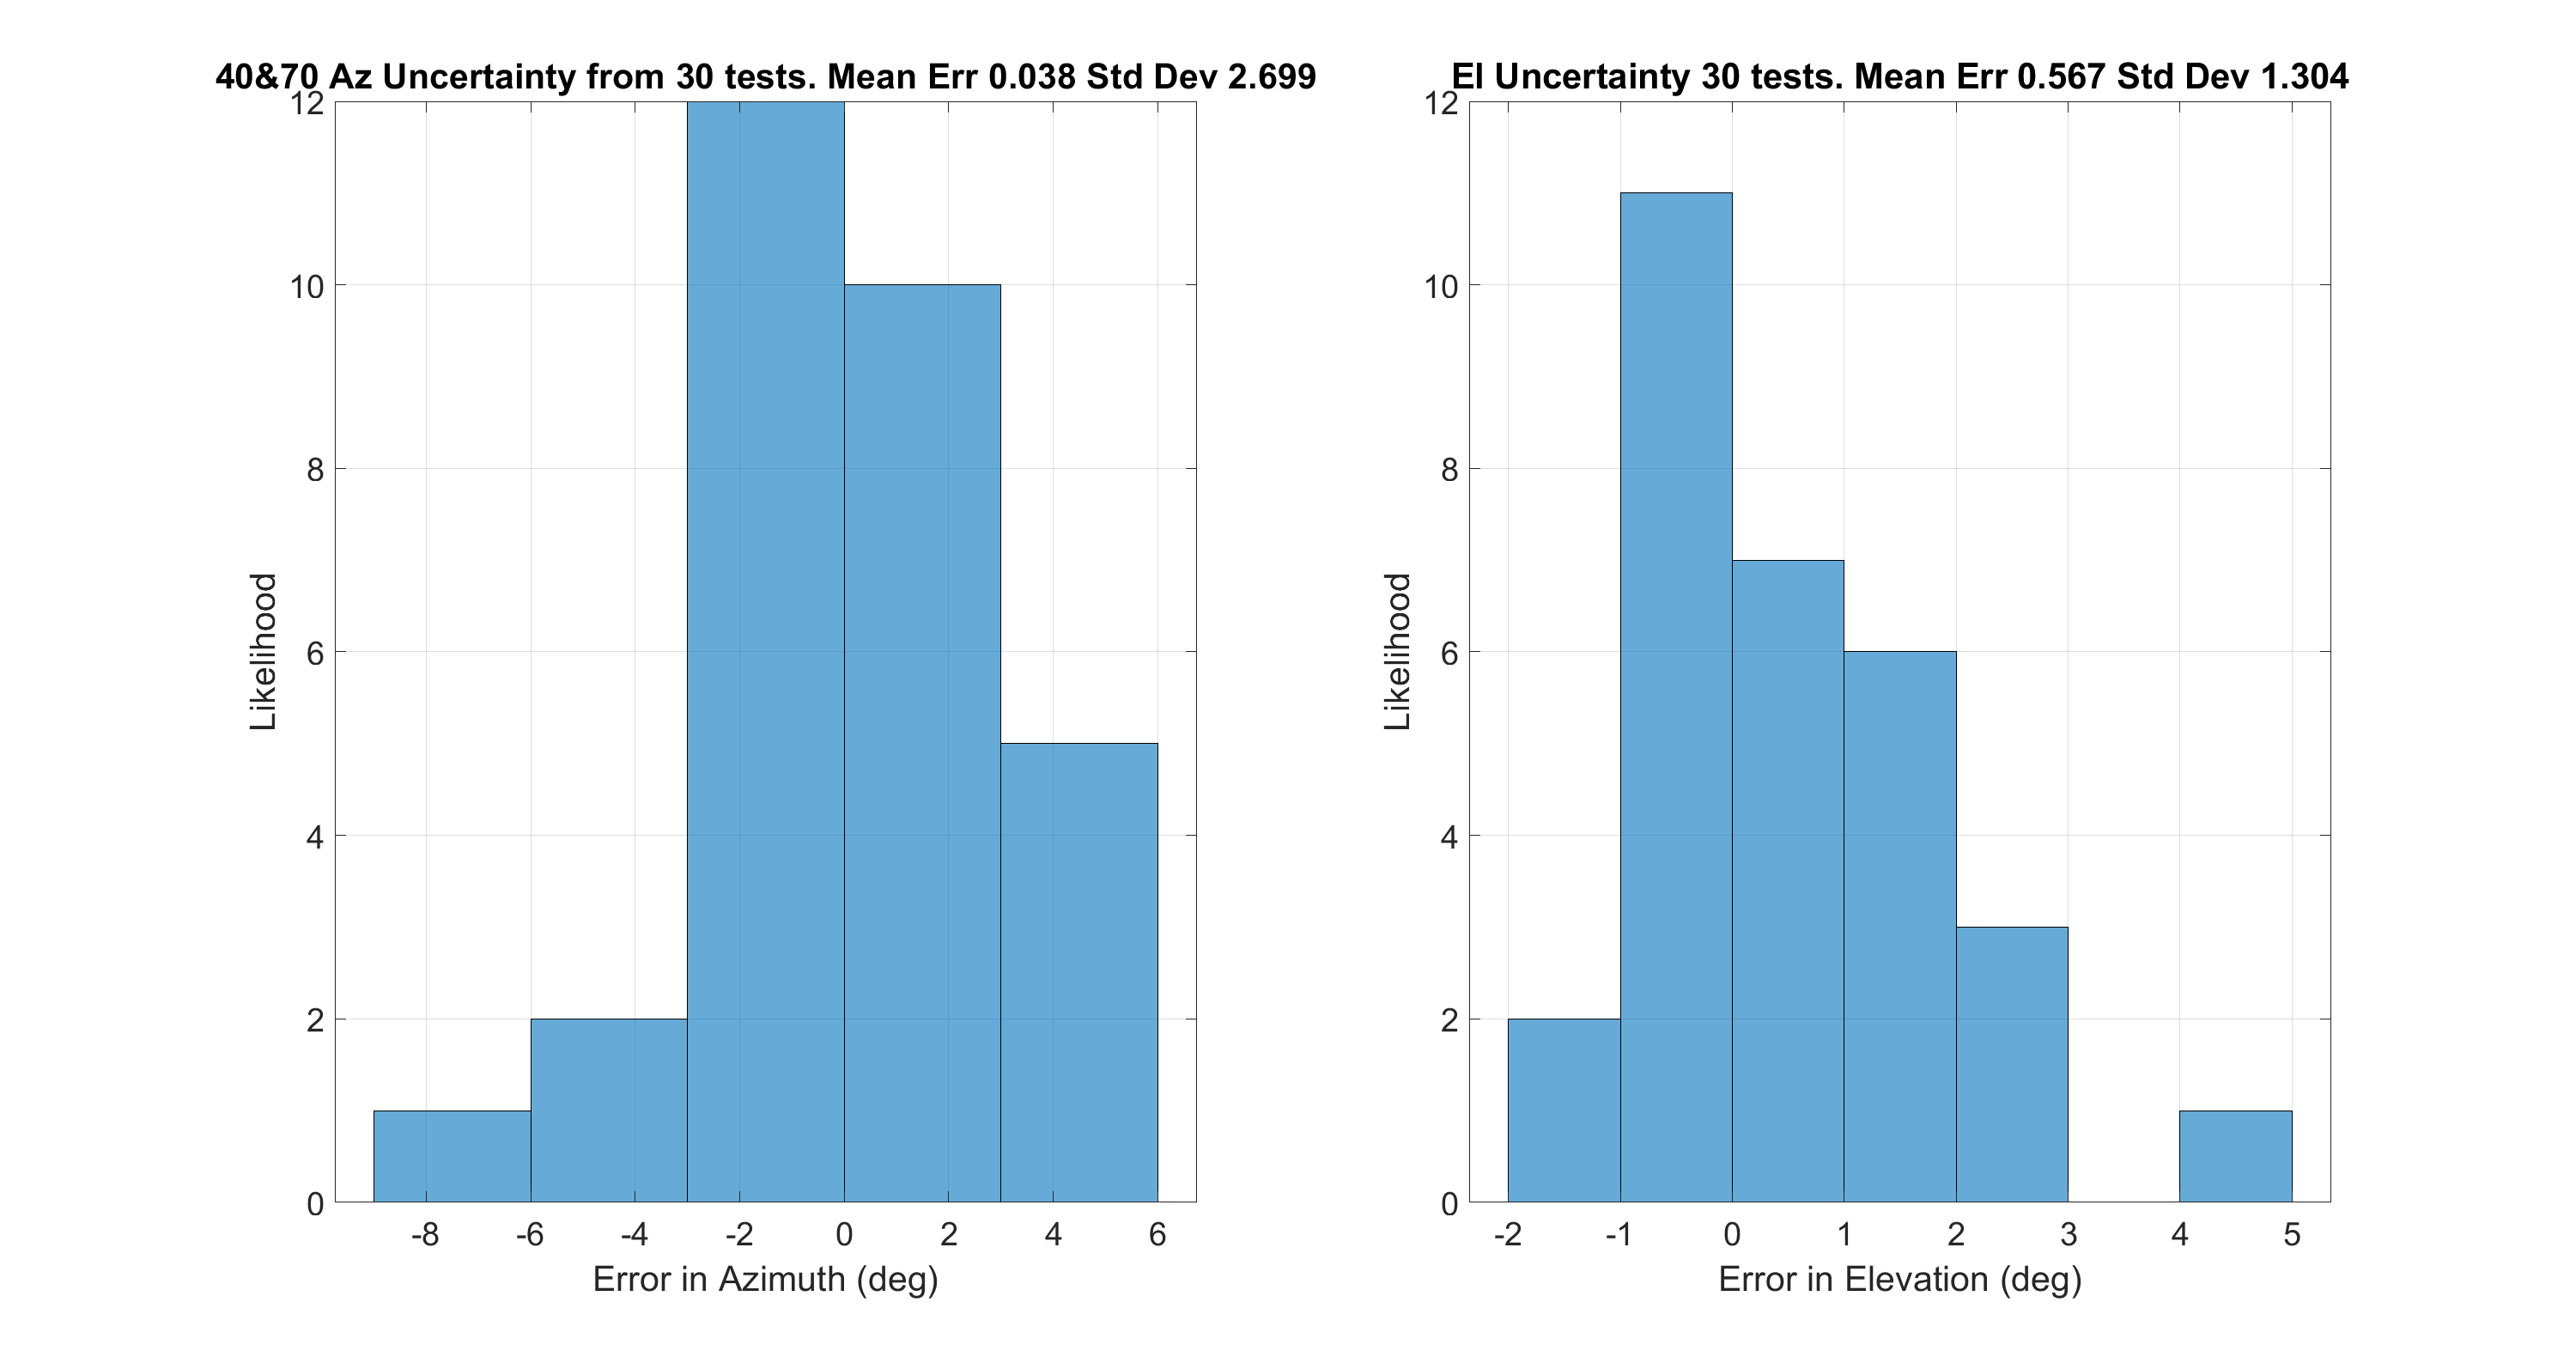 40&70 Az Uncertainty from 30 tests. Mean Err 0.038 Std Dev 2.699
12
10
8
6
4
2
0
Likelihood
-8 -6 -4 -2 0 2 4 6
Error in Azimuth (deg)
El Uncertainty 30 tests. Mean Err 0.567 Std Dev 1.304
12
10
8
6
4
2
0
Likelihood
-2 -1 0 1 2 3 4 5
Error in Elevation (deg)